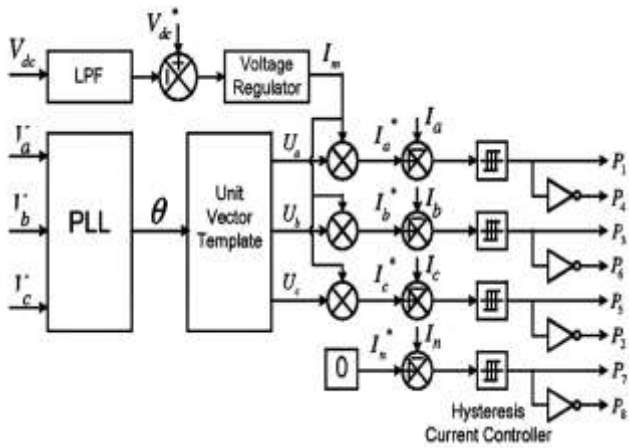 V_dc*
V_dc
LPF
Voltage Regulator
I_m
V_a
V_b
V_c
PLL
θ
Unit Vector Template
U_a
U_b
U_c
I_a*
I_a
I_b*
I_b
I_c*
I_c
I_n*
I_n
0
P_1
P_4
P_3
P_6
P_5
P_2
P_7
P_8
Hysteresis
Current Controller